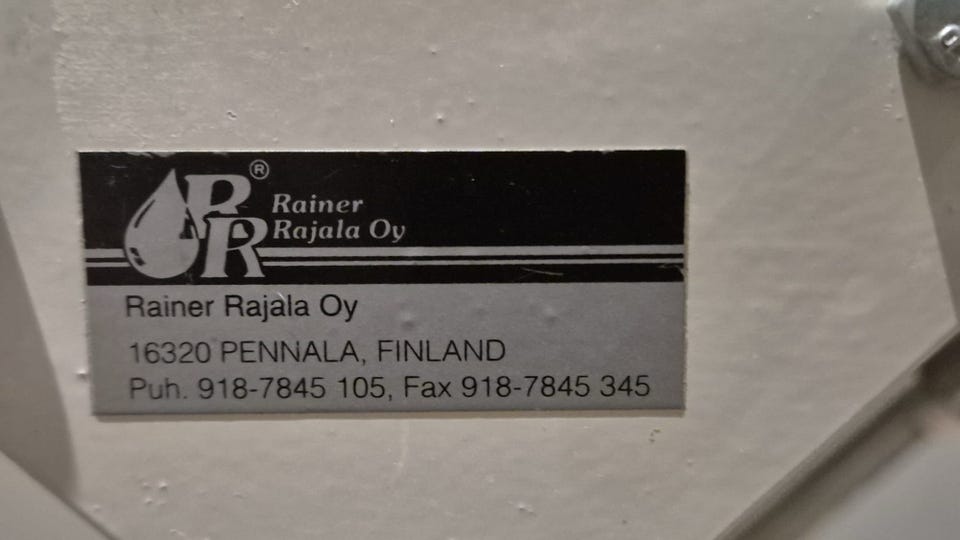 RR®
Rainer
Rajala Oy
Rainer Rajala Oy
16320 PENNALA, FINLAND
Puh. 918-7845 105, Fax 918-7845 345